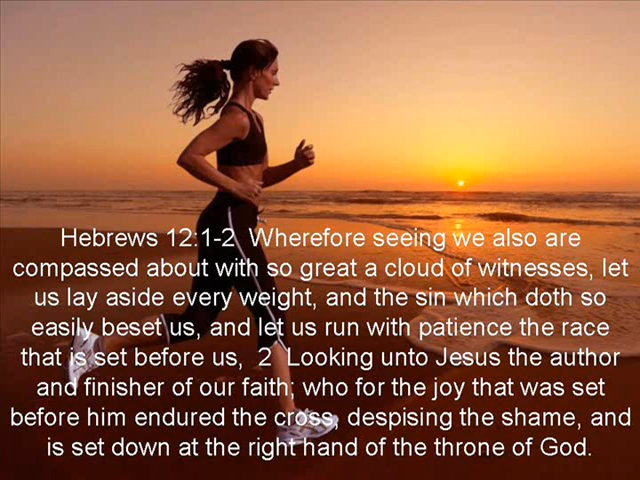 Hebrews 12:1-2  Wherefore seeing we also are
compassed about with so great a cloud of witnesses, let
us lay aside every weight, and the sin which doth so
easily beset us, and let us run with patience the race
that is set before us,  2  Looking unto Jesus the author
and finisher of our faith; who for the joy that was set
before him endured the cross, despising the shame, and
is set down at the right hand of the throne of God.